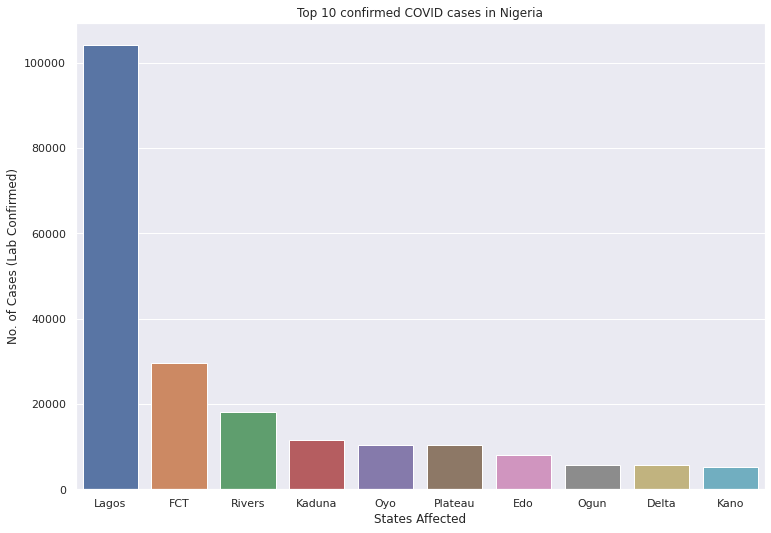 Top 10 confirmed COVID cases in Nigeria
No. of Cases (Lab Confirmed)
100000
80000
60000
40000
20000
0
Lagos FCT Rivers Kaduna Oyo Plateau Edo Ogun Delta Kano
States Affected